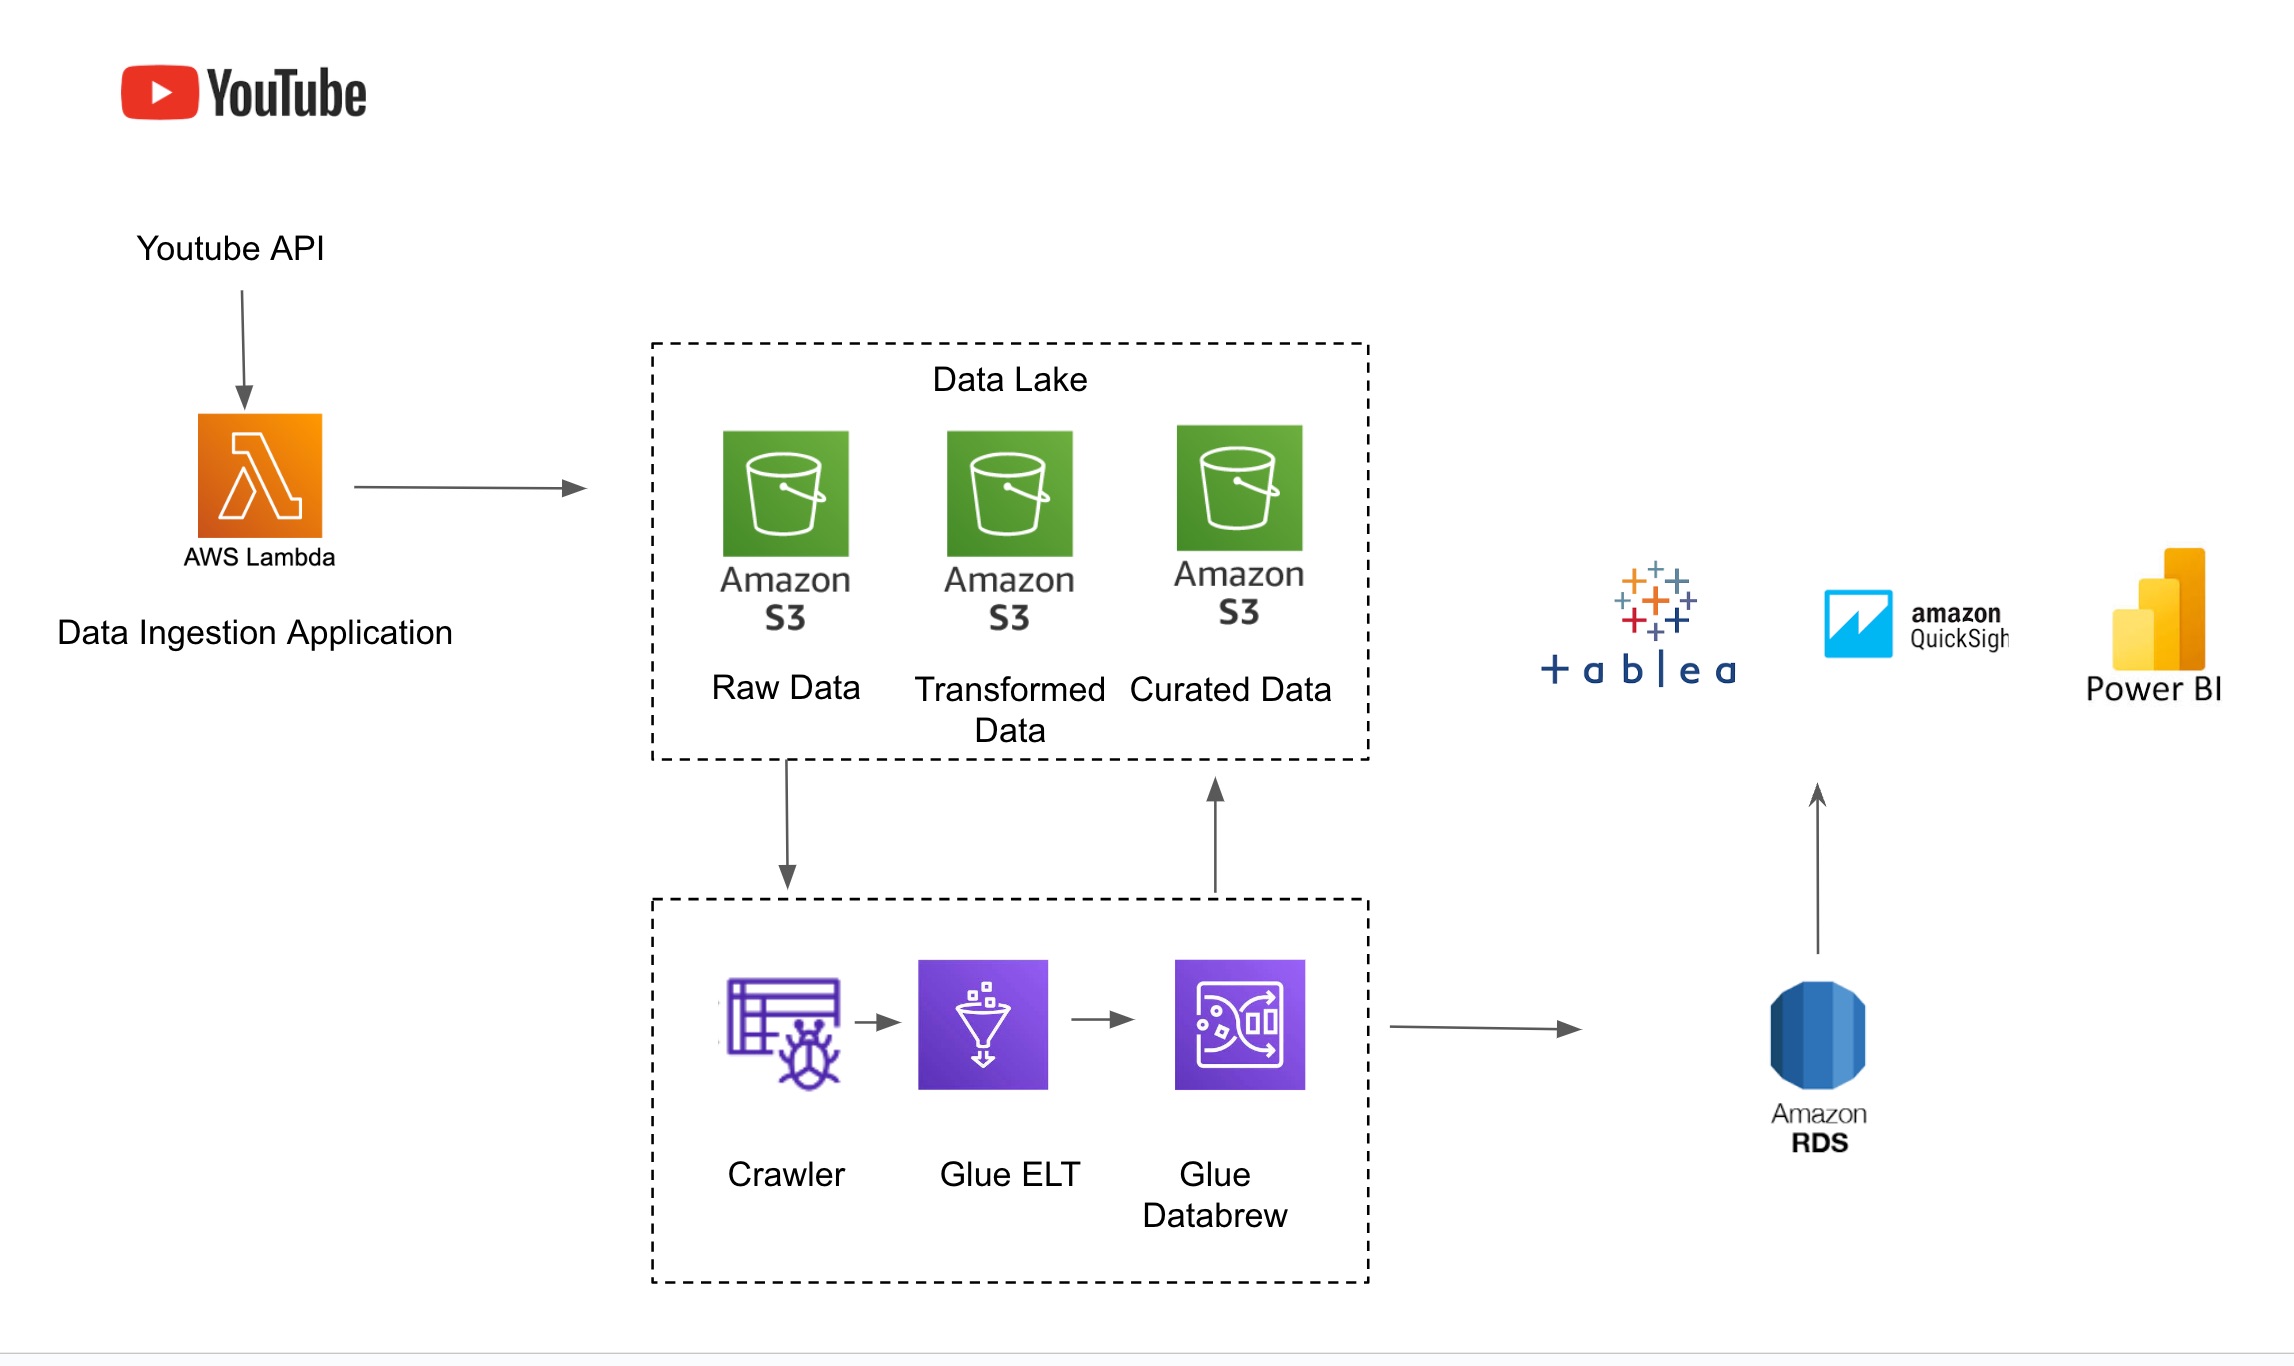 YouTube
Youtube API
AWS Lambda
Data Ingestion Application
Data Lake
Amazon
S3
Amazon
S3
Amazon
S3
Raw Data
Transformed
Data
Curated Data
Crawler
Glue ELT
Glue
Databrew
+ablea
amazon
QuickSigh
Power BI
Amazon
RDS